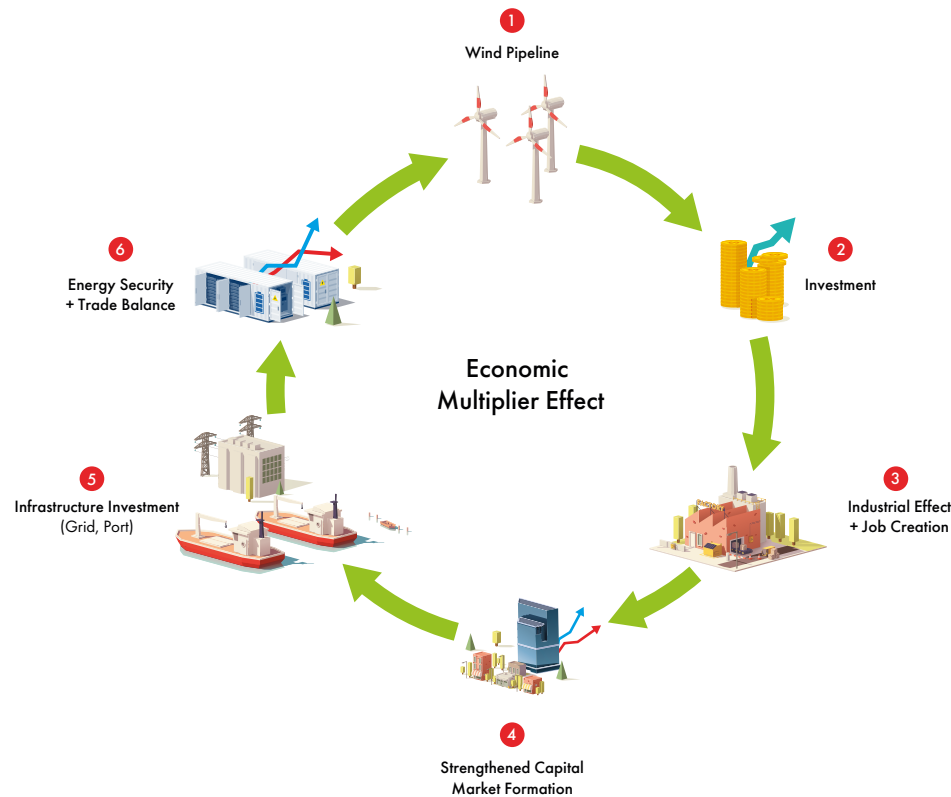 1
Wind Pipeline
2
Investment
3
Industrial Effect
+ Job Creation
4
Strengthened Capital
Market Formation
5
Infrastructure Investment
(Grid, Port)
6
Energy Security
+ Trade Balance
Economic
Multiplier Effect